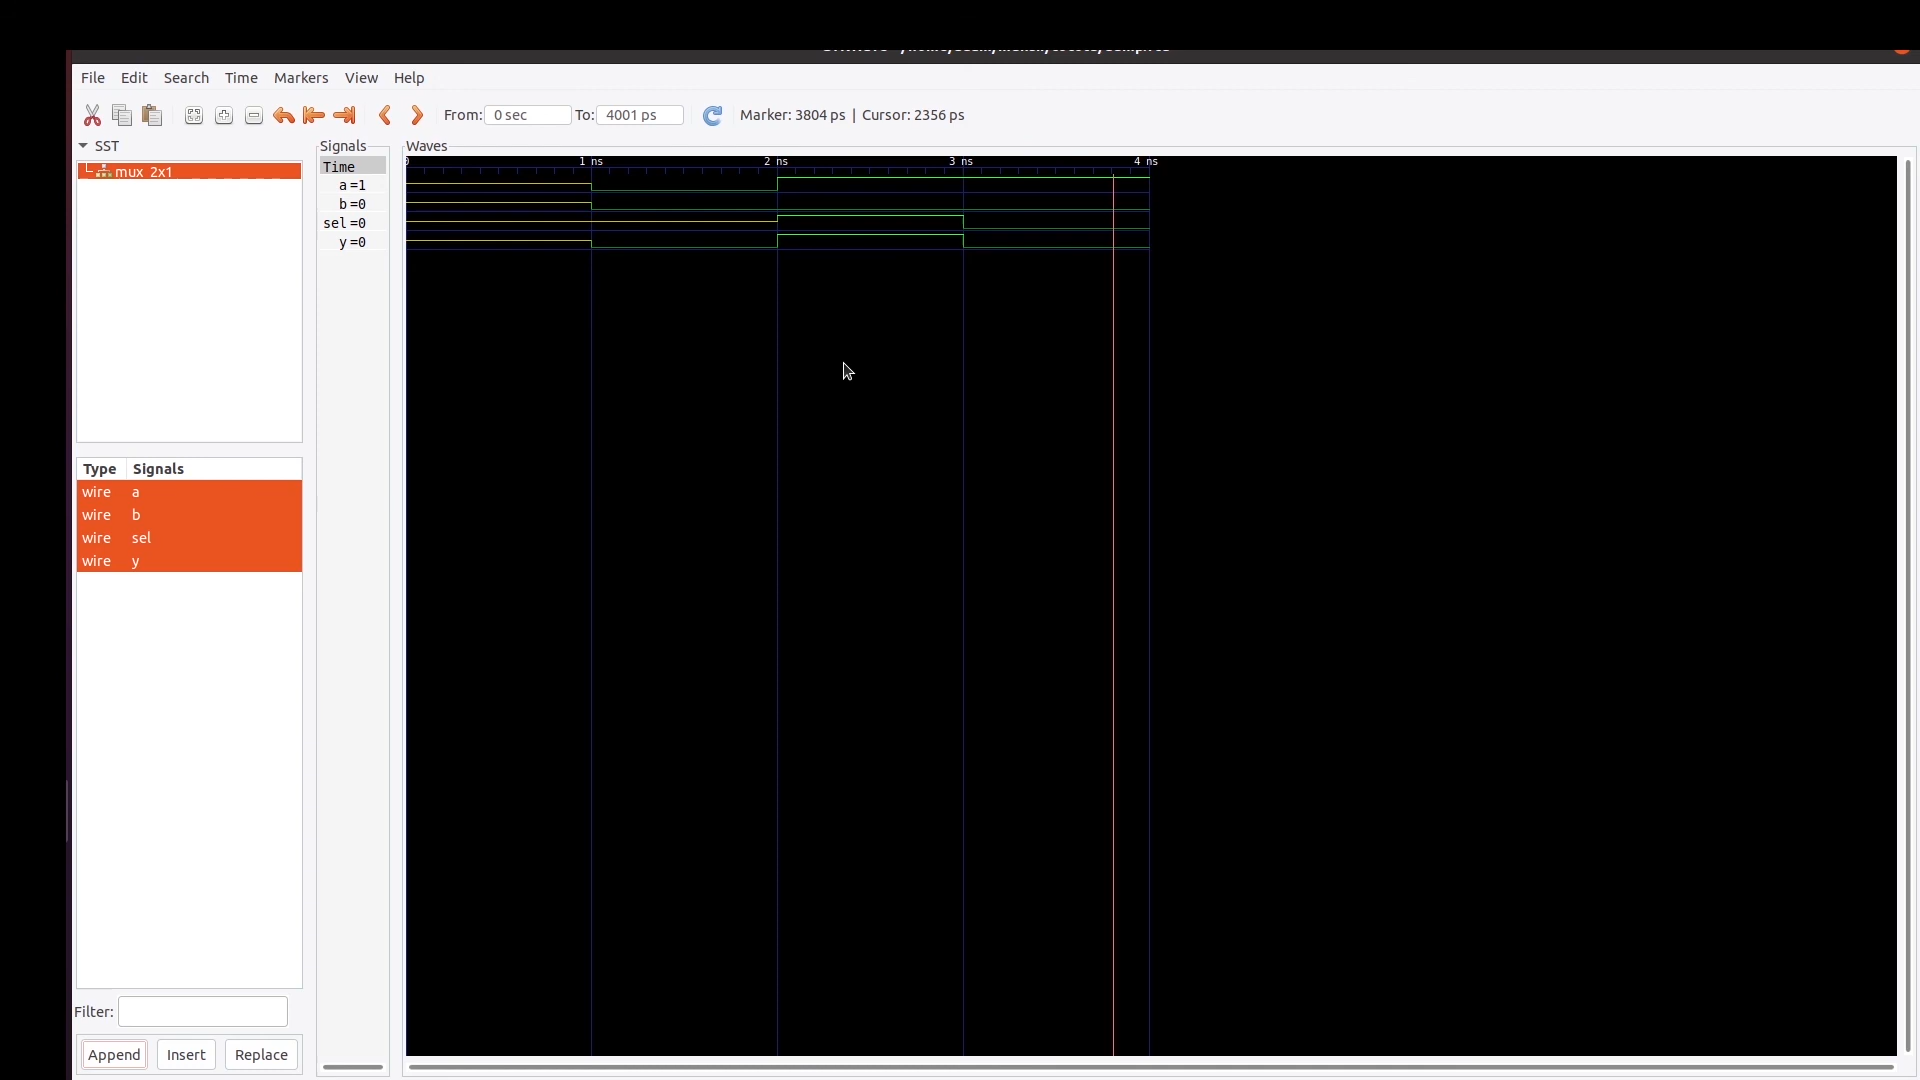 File Edit Search Time Markers View Help
From: 0 sec To: 4001 ps Marker: 3804 ps | Cursor: 2356 ps
SST
mux_2x1
Signals
Time
a=1
b=0
sel=0
y=0
Waves
0 1 ns 2 ns 3 ns 4 ns
Type Signals
wire a
wire b
wire sel
wire y
Filter:
Append Insert Replace